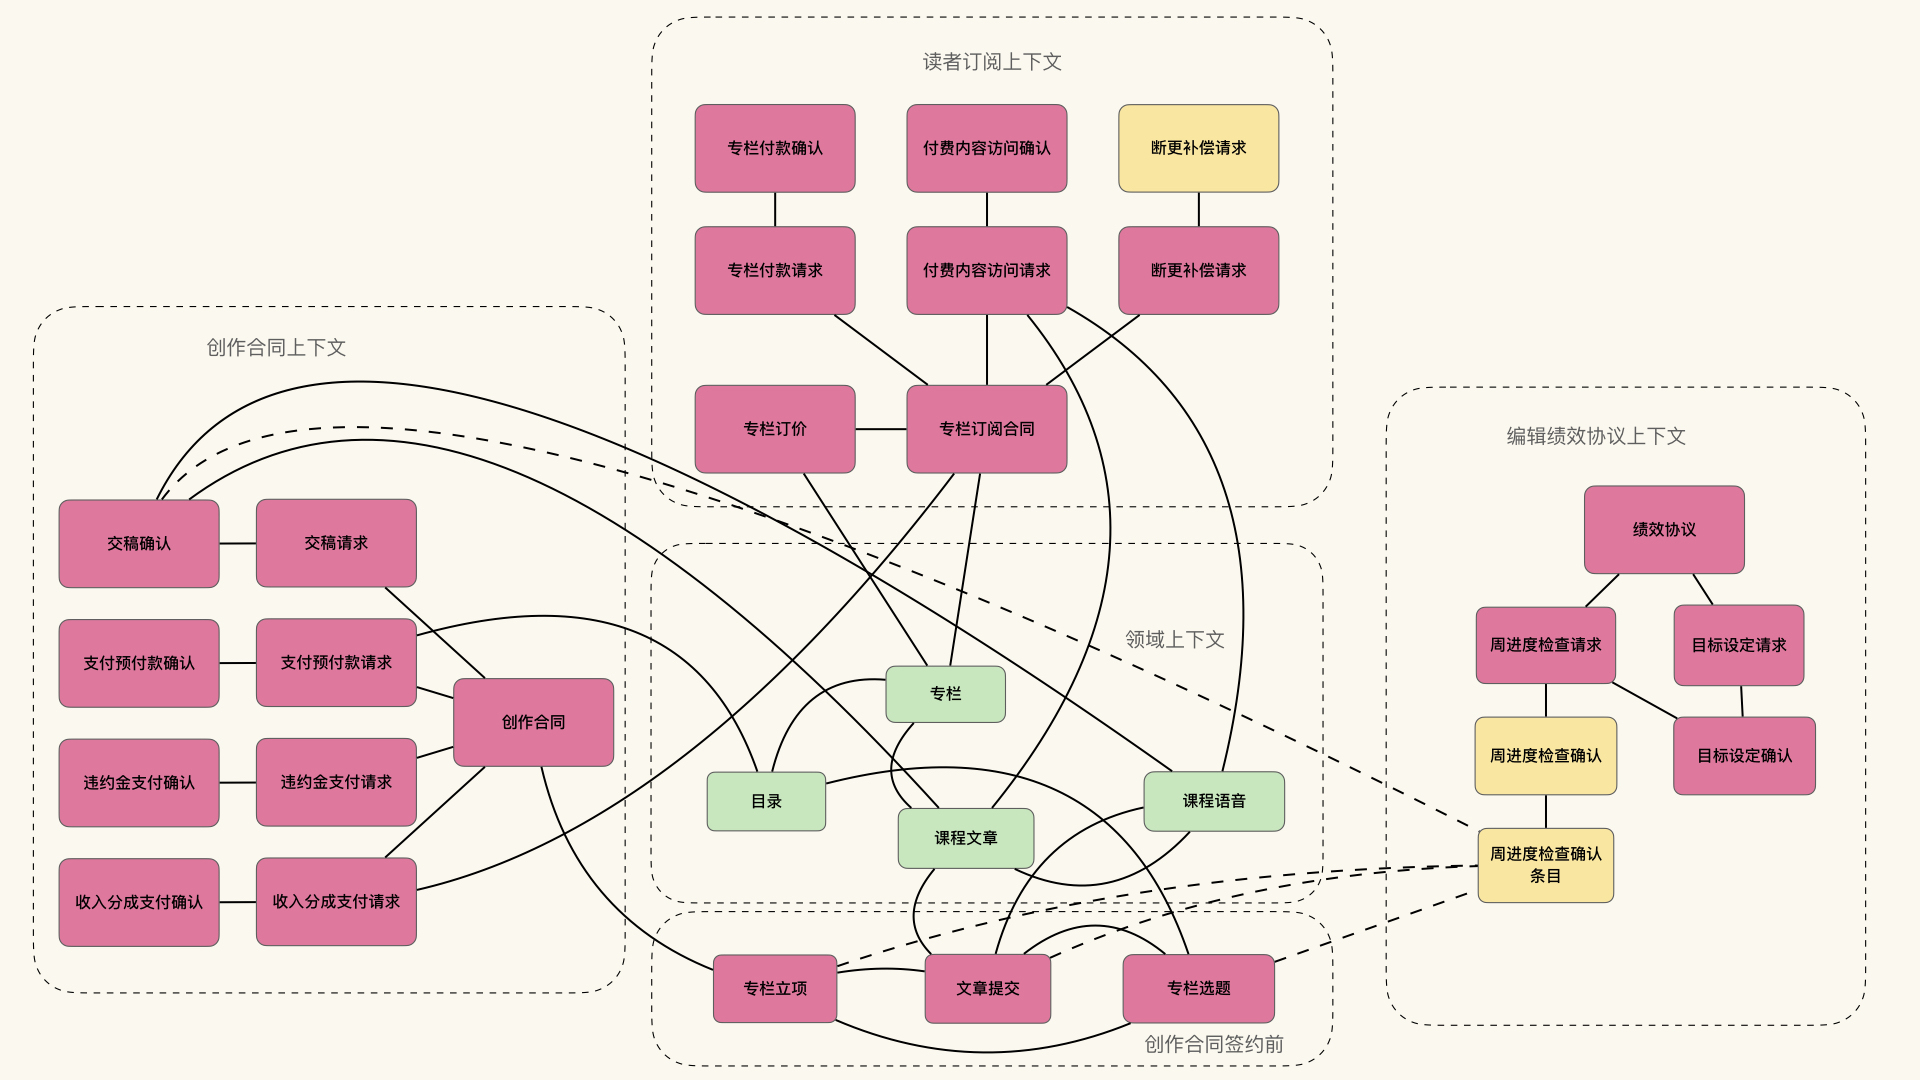 读者订阅上下文
专栏付款确认
付费内容访问确认
断更补偿请求
专栏付款请求
付费内容访问请求
断更补偿请求
专栏订价
专栏订阅合同
创作合同上下文
交稿确认
交稿请求
支付预付款确认
支付预付款请求
创作合同
违约金支付确认
违约金支付请求
收入分成支付确认
收入分成支付请求
领域上下文
专栏
目录
课程文章
课程语音
专栏立项
文章提交
专栏选题
创作合同签约前
编辑绩效协议上下文
绩效协议
周进度检查请求
目标设定请求
周进度检查确认
目标设定确认
周进度检查确认
条目